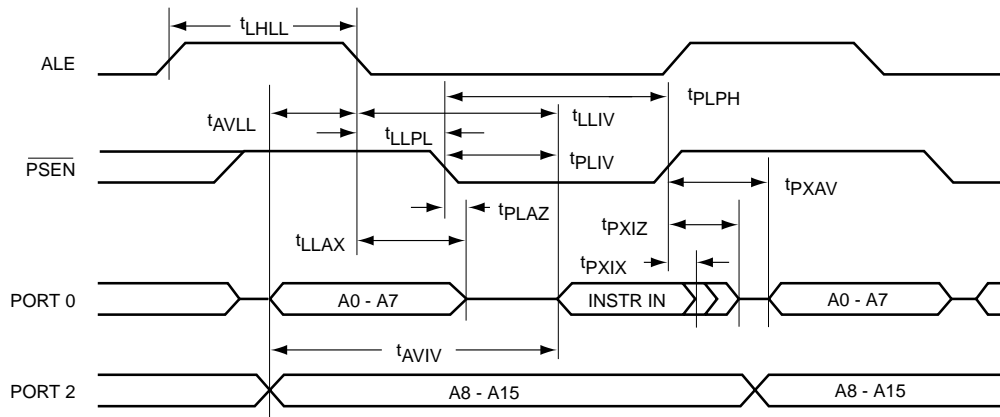 tLHLL
ALE
tPLPH
tAVLL
tLLIV
tLLPL
PSEN
tPLIV
tPXAV
tPLAZ
tPXIZ
tLLAX
tPXIX
PORT 0
A0 - A7
INSTR IN
A0 - A7
tAVIV
PORT 2
A8 - A15
A8 - A15